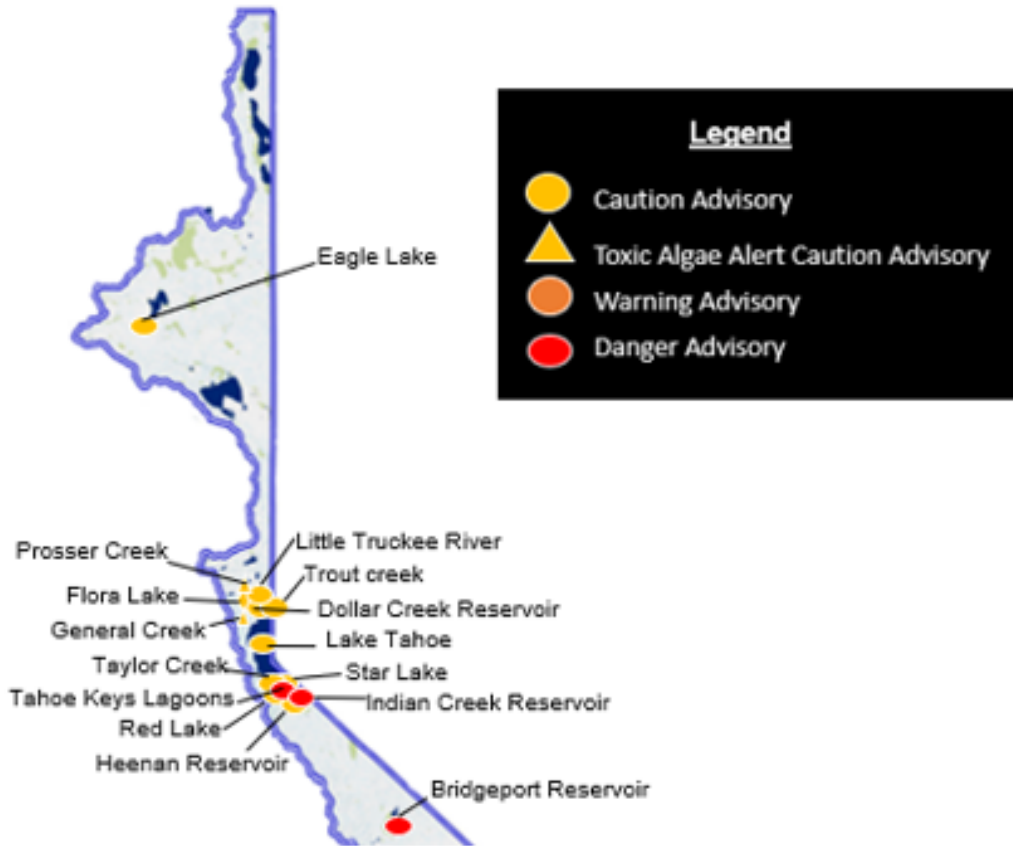 Legend
Caution Advisory
Toxic Algae Alert Caution Advisory
Warning Advisory
Danger Advisory
Eagle Lake
Prosser Creek
Little Truckee River
Trout creek
Flora Lake
Dollar Creek Reservoir
General Creek
Lake Tahoe
Taylor Creek
Star Lake
Tahoe Keys Lagoons
Indian Creek Reservoir
Red Lake
Heenan Reservoir
Bridgeport Reservoir